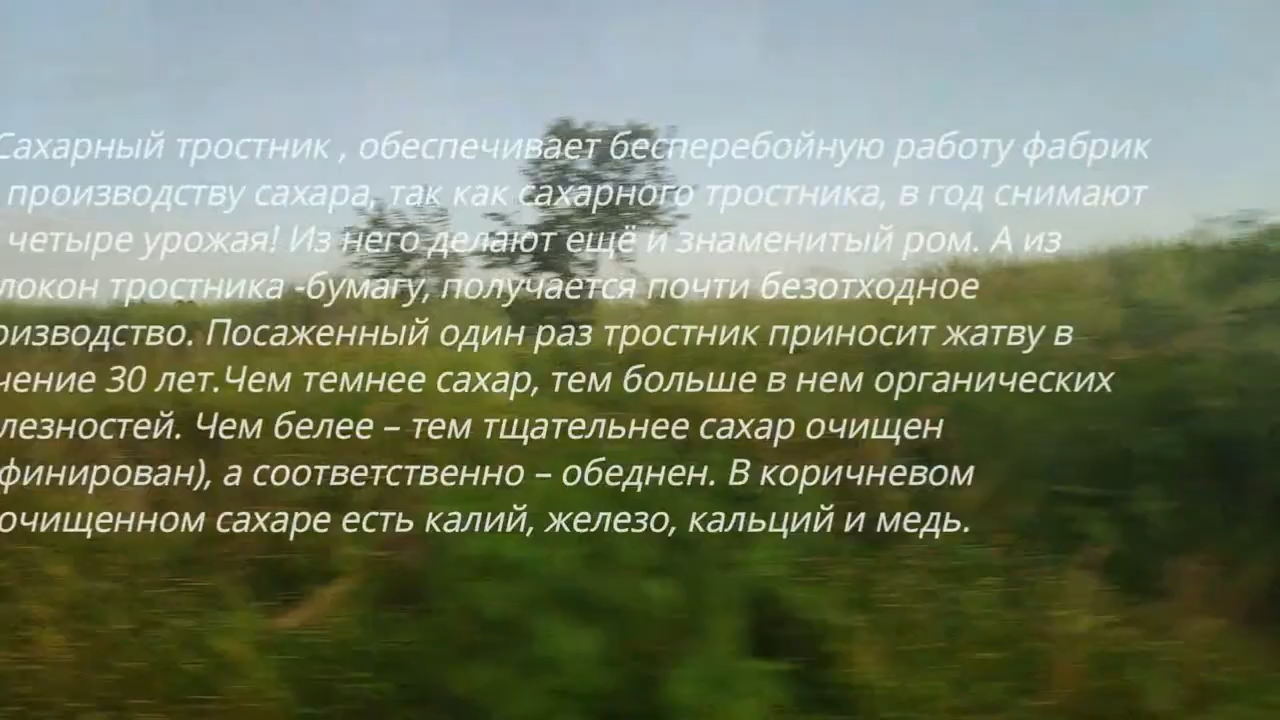 Сахарный тростник , обеспечивает бесперебойную работу фабрик
производству сахара, так как сахарного тростника, в год снимают
четыре урожая! Из него делают ещё и знаменитый ром. А из
локон тростника -бумагу, получается почти безотходное
оизводство. Посаженный один раз тростник приносит жатву в
чение 30 лет.Чем темнее сахар, тем больше в нем органических
лезностей. Чем белее – тем тщательнее сахар очищен
финирован), а соответственно – обеднен. В коричневом
очищенном сахаре есть калий, железо, кальций и медь.